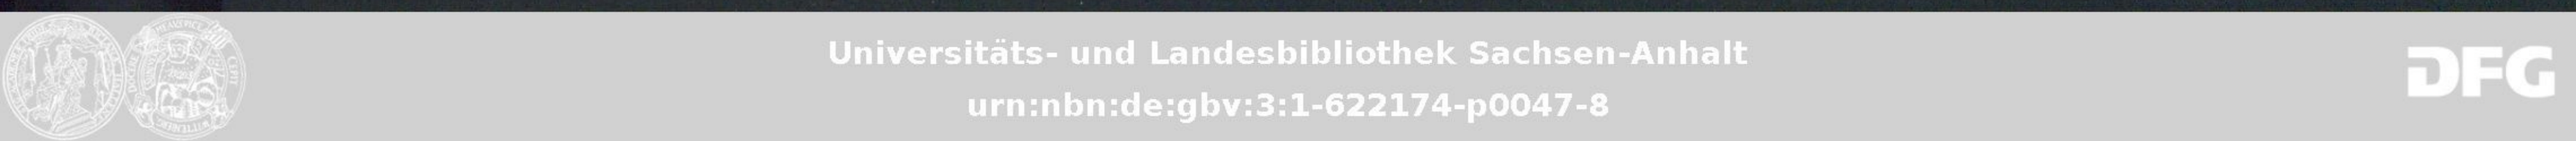 Universitäts- und Landesbibliothek Sachsen-Anhalt
urn:nbn:de:gbv:3:1-622174-p0047-8
DFG